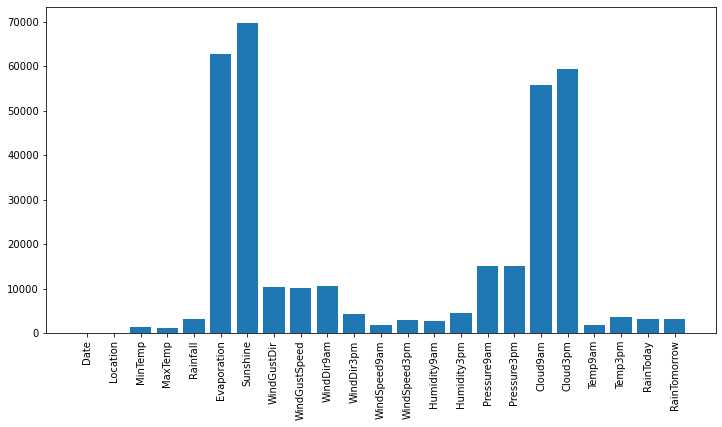 70000
60000
50000
40000
30000
20000
10000
0
Date
Location
MinTemp
MaxTemp
Rainfall
Evaporation
Sunshine
WindGustDir
WindGustSpeed
WindDir9am
WindDir3pm
WindSpeed9am
WindSpeed3pm
Humidity9am
Humidity3pm
Pressure9am
Pressure3pm
Cloud9am
Cloud3pm
Temp9am
Temp3pm
RainToday
RainTomorrow